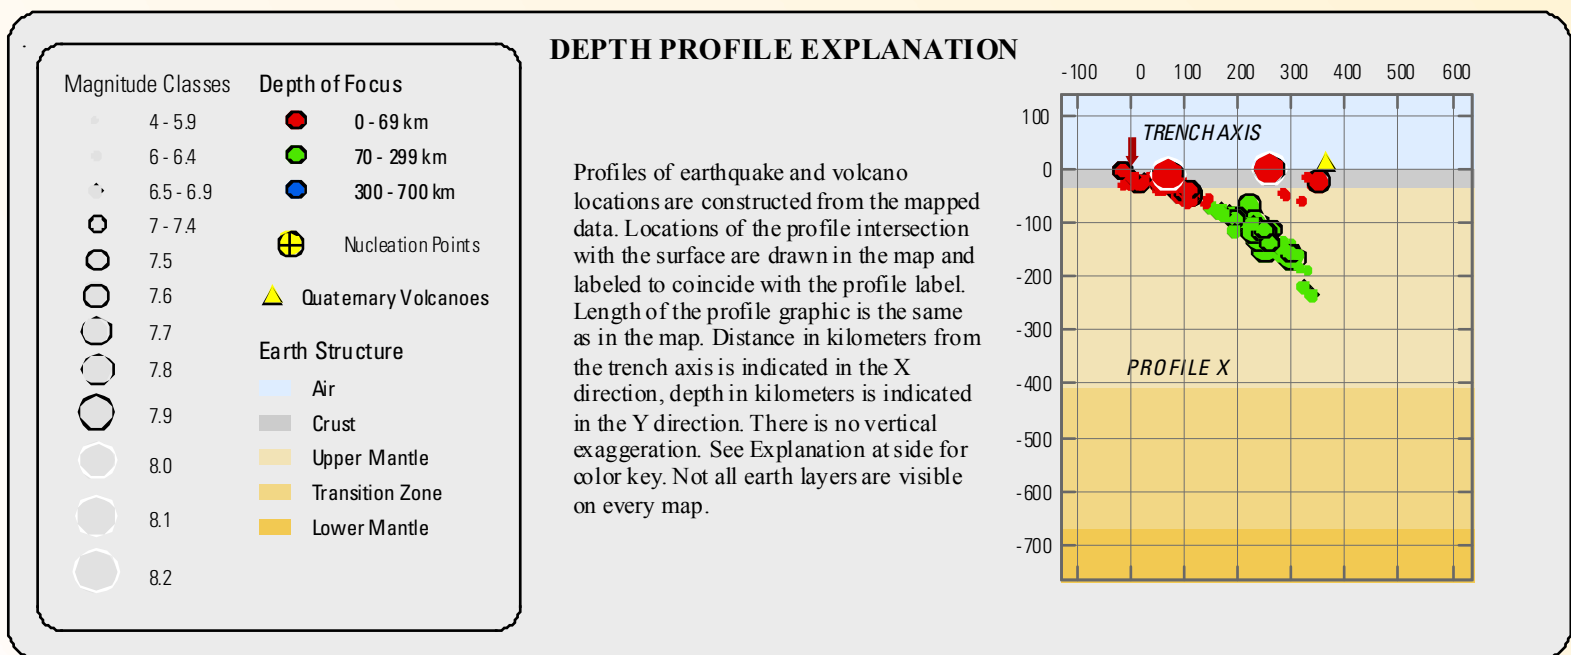 DEPTH PROFILE EXPLANATION
Magnitude Classes
4 - 5.9
6 - 6.4
6.5 - 6.9
7 - 7.4
7.5
7.6
7.7
7.8
7.9
8.0
8.1
8.2
Depth of Focus
0 - 69 km
70 - 299 km
300 - 700 km
Nucleation Points
Quaternary Volcanoes
Earth Structure
Air
Crust
Upper Mantle
Transition Zone
Lower Mantle
Profiles of earthquake and volcano
locations are constructed from the mapped
data. Locations of the profile intersection
with the surface are drawn in the map and
labeled to coincide with the profile label.
Length of the profile graphic is the same
as in the map. Distance in kilometers from
the trench axis is indicated in the X
direction, depth in kilometers is indicated
in the Y direction. There is no vertical
exaggeration. See Explanation at side for
color key. Not all earth layers are visible
on every map.
-100 0 100 200 300 400 500 600
100
0
-100
-200
-300
-400
-500
-600
-700
TRENCH AXIS
PROFILE X